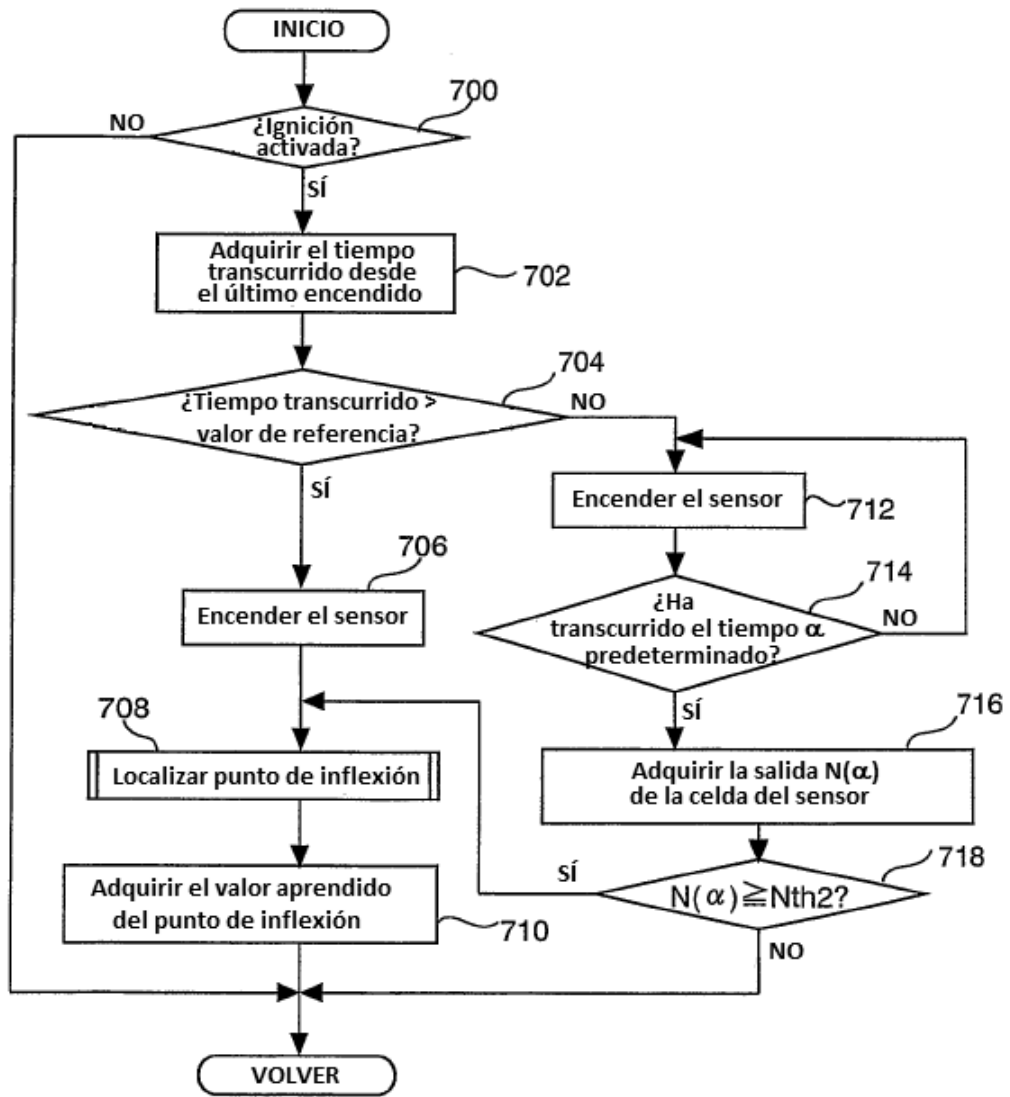 INICIO
700
NO
¿Ignición
activada?
SÍ
Adquirir el tiempo
transcurrido desde
el último encendido
702
704
¿Tiempo transcurrido >
valor de referencia?
NO
SÍ
Encender el sensor
712
706
Encender el sensor
714
¿Ha
transcurrido el tiempo α
predeterminado?
NO
SÍ
708
Localizar punto de inflexión
716
Adquirir la salida N(α)
de la celda del sensor
718
SÍ
N(α)≧Nth2?
NO
Adquirir el valor aprendido
del punto de inflexión
710
VOLVER